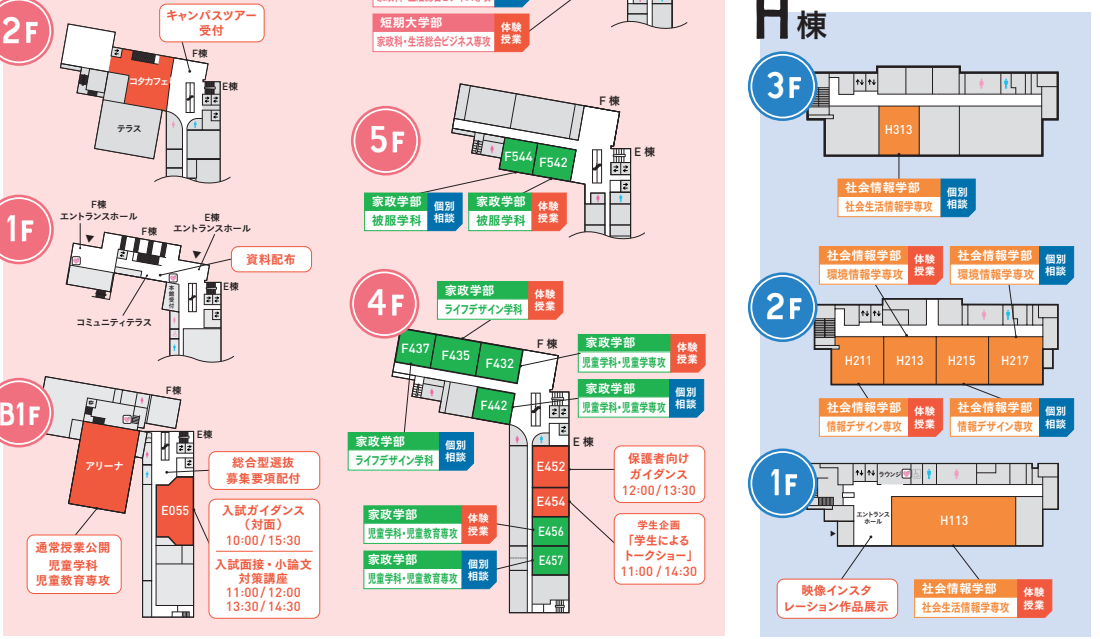 2F
キャンパスツアー
受付
F棟
コタカフェ
E棟
テラス
1F
F棟
エントランスホール
F棟
E棟
エントランスホール
資料配布
本館受付
E棟
コミュニティテラス
B1F
F棟
E棟
アリーナ
総合型選抜
募集要項配付
E055
入試ガイダンス
(対面)
10:00/15:30
入試面接・小論文
対策講座
11:00/12:00
13:30/14:30
通常授業公開
児童学科
児童教育専攻
短期大学部
家政科・生活総合ビジネス専攻
体験
授業
5F
F棟
F544
F542
E棟
家政学部
被服学科
個別
相談
家政学部
被服学科
体験
授業
4F
家政学部
ライフデザイン学科
体験
授業
F437
F435
F432
F棟
家政学部
児童学科・児童学専攻
体験
授業
F442
家政学部
児童学科・児童学専攻
個別
相談
家政学部
ライフデザイン学科
個別
相談
E棟
E452
保護者向け
ガイダンス
12:00/13:30
E454
学生企画
「学生による
トークショー」
11:00/14:30
家政学部
児童学科・児童教育専攻
体験
授業
E456
家政学部
児童学科・児童教育専攻
個別
相談
E457
H棟
3F
H313
社会情報学部
社会生活情報学専攻
個別
相談
社会情報学部
環境情報学専攻
体験
授業
社会情報学部
環境情報学専攻
個別
相談
2F
H211
H213
H215
H217
社会情報学部
情報デザイン専攻
体験
授業
社会情報学部
情報デザイン専攻
個別
相談
1F
ラウンジ
エントランス
ホール
H113
映像インスタ
レーション作品展示
社会情報学部
社会生活情報学専攻
体験
授業